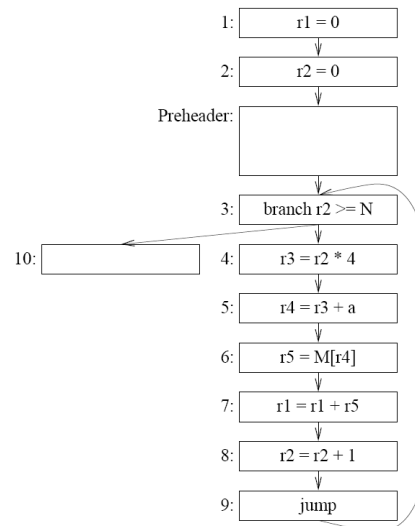 1: r1 = 0
2: r2 = 0
Preheader:
3: branch r2 >= N
10:
4: r3 = r2 * 4
5: r4 = r3 + a
6: r5 = M[r4]
7: r1 = r1 + r5
8: r2 = r2 + 1
9: jump